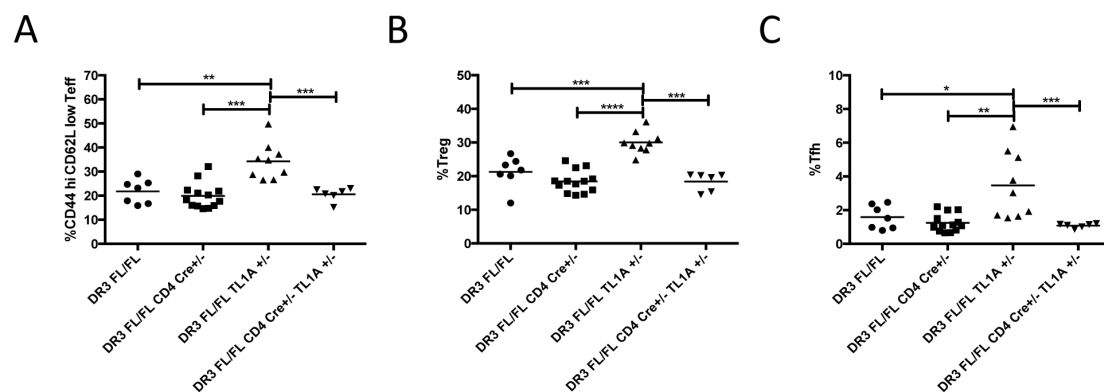 A
%CD44 hi CD62L low Teff
70
60
50
40
30
20
10
0
**
***
***
DR3 FL/FL
DR3 FL/FL CD4 Cre+/-
DR3 FL/FL TL1A +/-
DR3 FL/FL CD4 Cre+/- TL1A +/-
B
%Treg
50
40
30
20
10
0
***
****
***
DR3 FL/FL
DR3 FL/FL CD4 Cre+/-
DR3 FL/FL TL1A +/-
DR3 FL/FL CD4 Cre+/- TL1A +/-
C
%Tfh
10
8
6
4
2
0
*
**
***
DR3 FL/FL
DR3 FL/FL CD4 Cre+/-
DR3 FL/FL TL1A +/-
DR3 FL/FL CD4 Cre+/- TL1A +/-